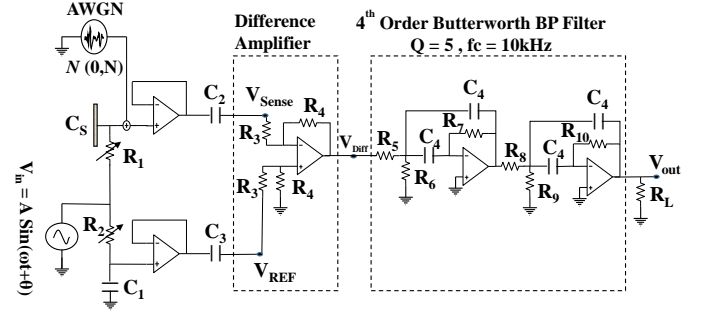 AWGN
N (0,N)
Difference
Amplifier
4th Order Butterworth BP Filter
Q = 5 , fc = 10kHz
CS
R1
R2
C1
Vin = A Sin(ωt+θ)
C2
C3
VSense
VREF
R3
R4
R3
R4
VDiff
R5
R6
C4
C4
R7
R8
R9
C4
C4
R10
Vout
RL